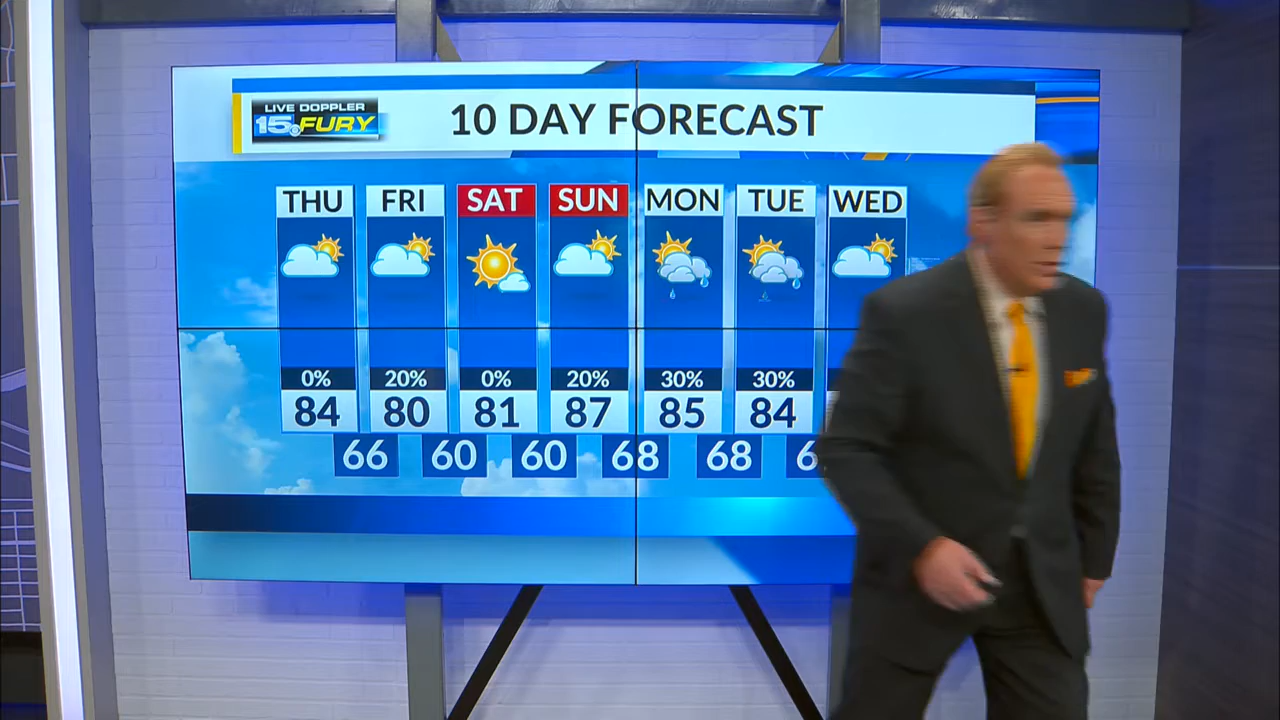 LIVE DOPPLER
15 FURY
10 DAY FORECAST
THU FRI SAT SUN MON TUE WED
0% 20% 0% 20% 30% 30%
84 80 81 87 85 84
66 60 60 68 68